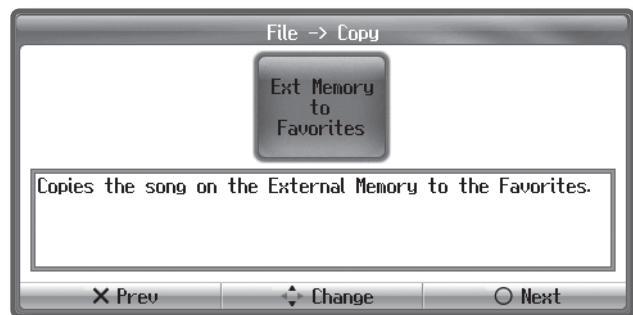 File -> Copy
Ext Memory
to
Favorites
Copies the song on the External Memory to the Favorites.
X Prev Change O Next